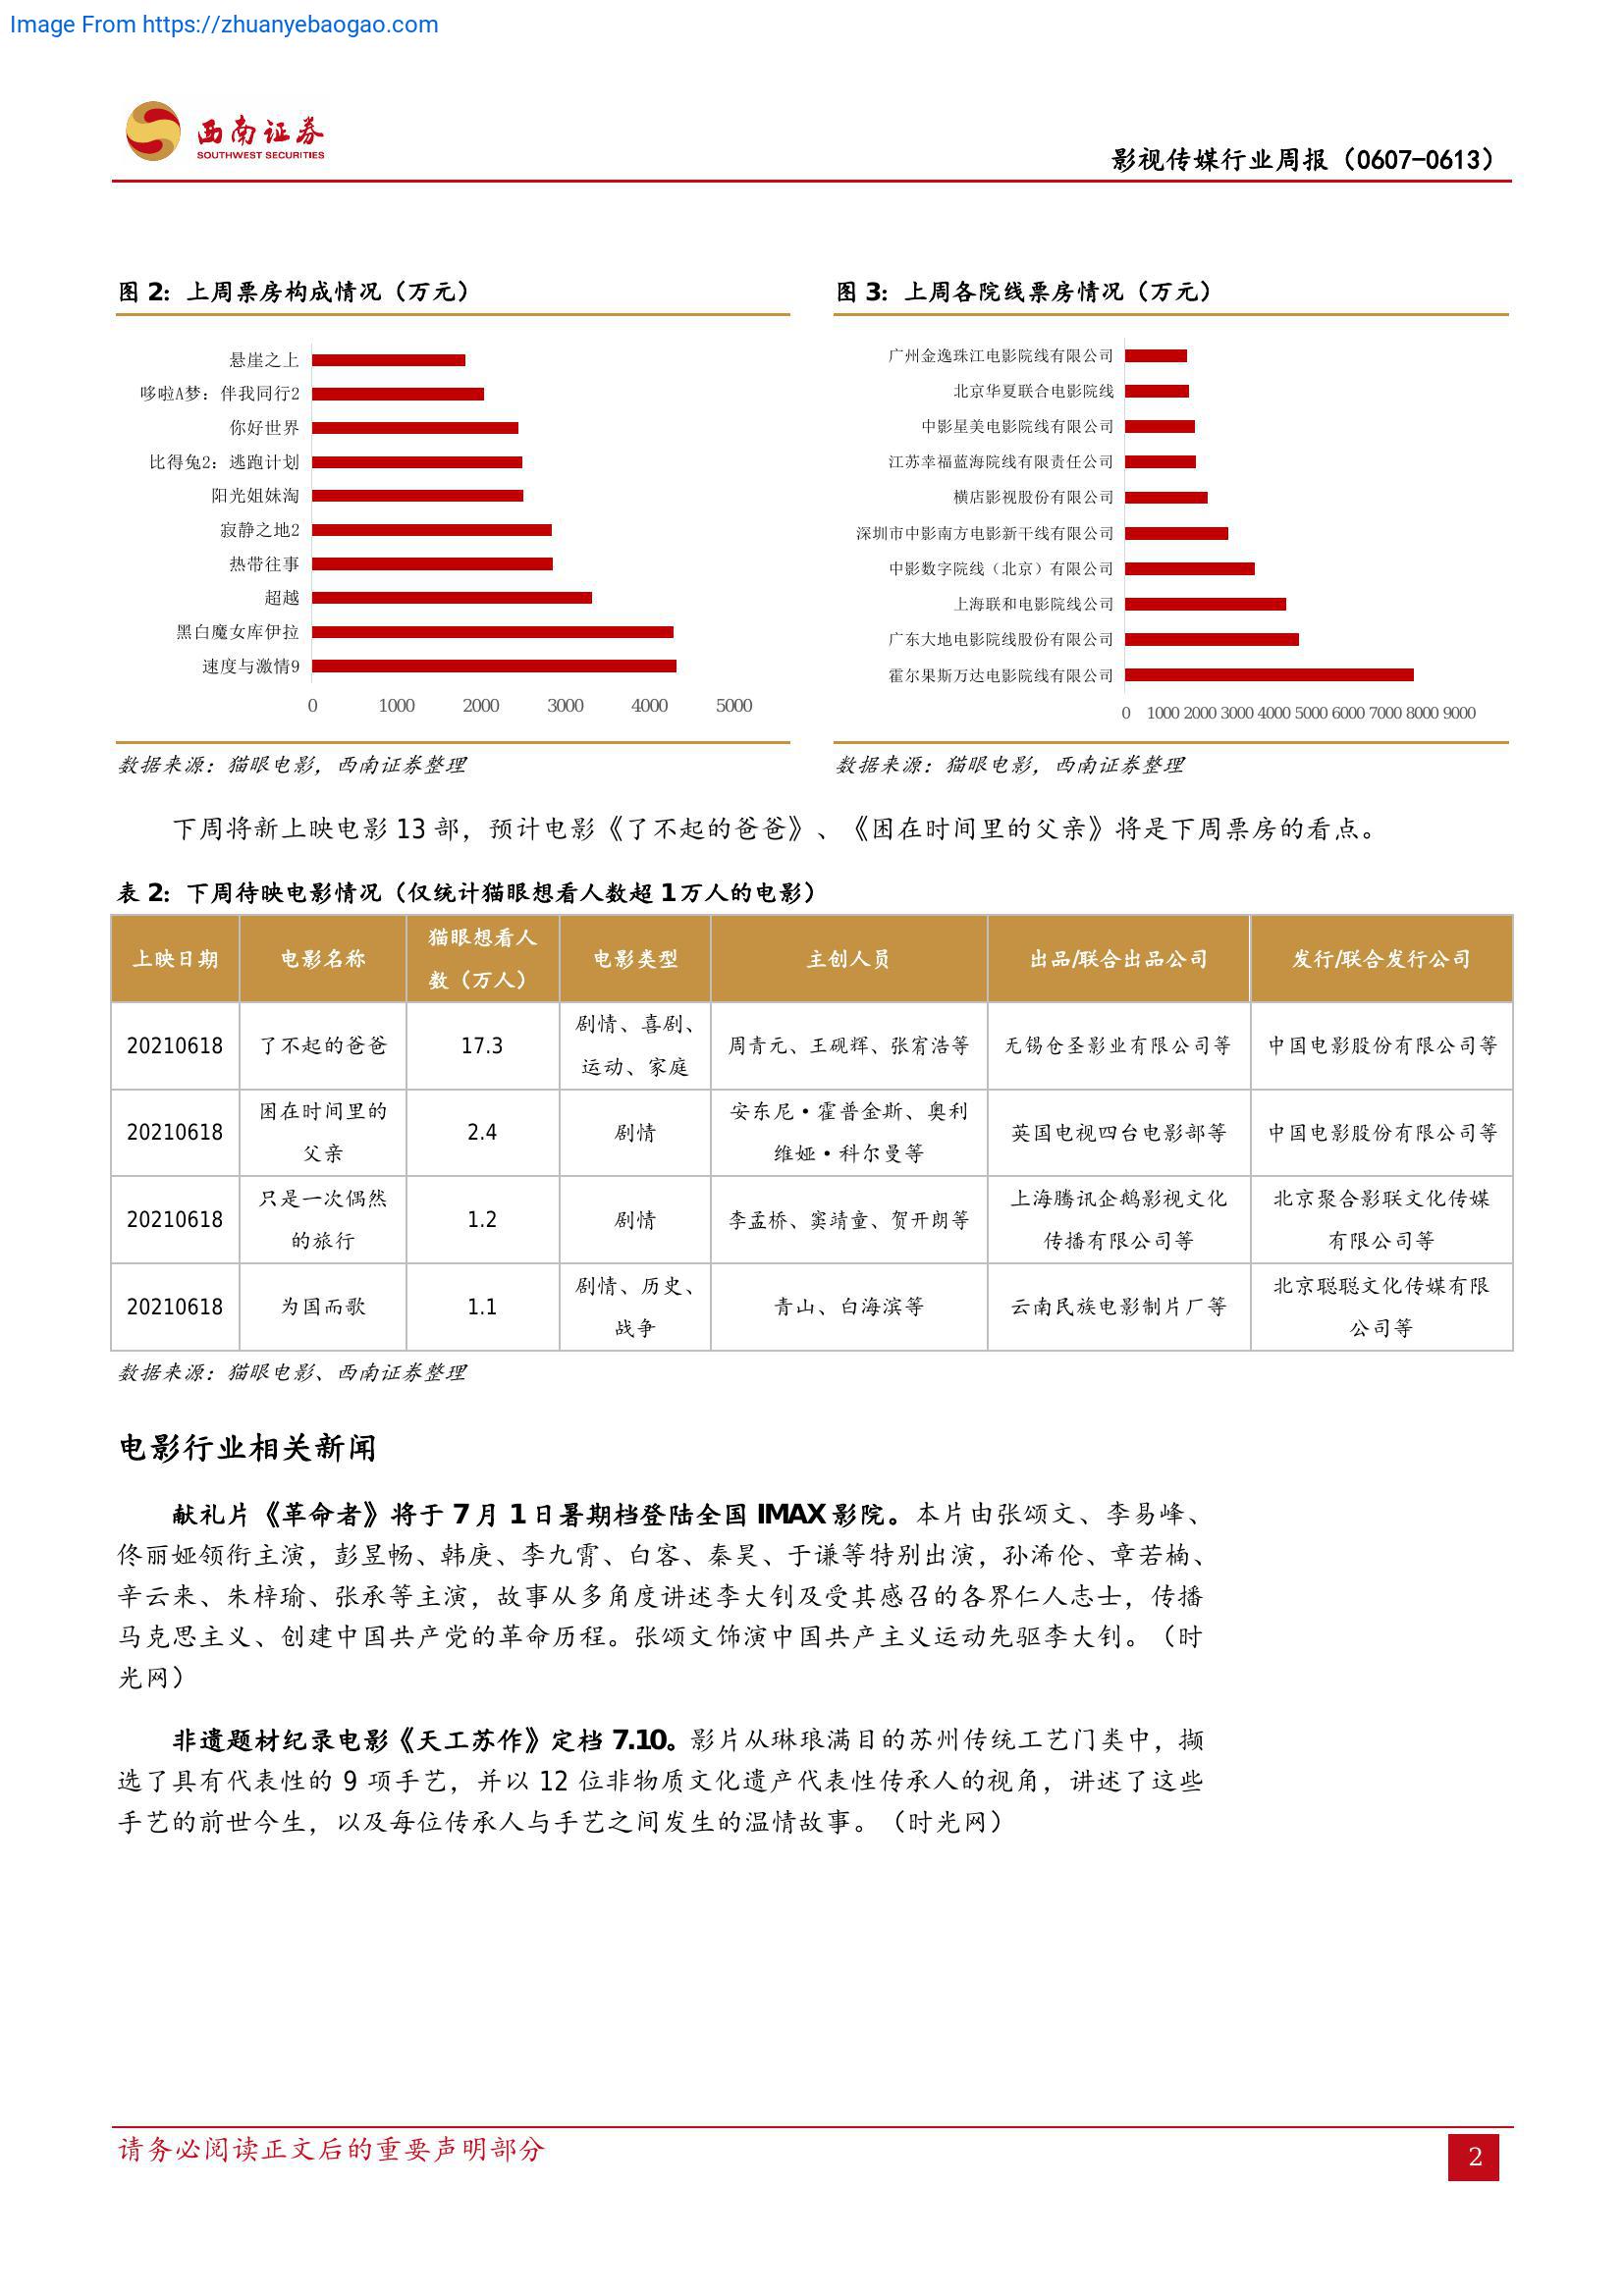 Image From https://zhuanyebaogao.com
西南证券
SOUTHWEST SECURITIES
影视传媒行业周报（0607-0613）
图 2：上周票房构成情况（万元）
悬崖之上
哆啦A梦：伴我同行2
你好世界
比得兔2：逃跑计划
阳光姐妹淘
寂静之地2
热带往事
超越
黑白魔女库伊拉
速度与激情9
0 1000 2000 3000 4000 5000
数据来源：猫眼电影，西南证券整理
图 3：上周各院线票房情况（万元）
广州金逸珠江电影院线有限公司
北京华夏联合电影院线
中影星美电影院线有限公司
江苏幸福蓝海院线有限责任公司
横店影视股份有限公司
深圳市中影南方电影新干线有限公司
中影数字院线（北京）有限公司
上海联和电影院线公司
广东大地电影院线股份有限公司
霍尔果斯万达电影院线有限公司
0 1000 2000 3000 4000 5000 6000 7000 8000 9000
数据来源：猫眼电影，西南证券整理
下周将新上映电影 13 部，预计电影《了不起的爸爸》、《困在时间里的父亲》将是下周票房的看点。
表 2：下周待映电影情况（仅统计猫眼想看人数超 1 万人的电影）
上映日期 电影名称 猫眼想看人 电影类型 主创人员 出品/联合出品公司 发行/联合发行公司
数（万人）
20210618 了不起的爸爸 17.3 剧情、喜剧、 周青元、王砚辉、张宥浩等 无锡仓圣影业有限公司等 中国电影股份有限公司等
运动、家庭
20210618 困在时间里的 2.4 剧情 安东尼·霍普金斯、奥利 英国电视四台电影部等 中国电影股份有限公司等
父亲 维娅·科尔曼等
20210618 只是一次偶然 1.2 剧情 李孟桥、窦靖童、贺开朗等 上海腾讯企鹅影视文化 北京聚合影联文化传媒
的旅行 传播有限公司等 有限公司等
20210618 为国而歌 1.1 剧情、历史、 青山、白海滨等 云南民族电影制片厂等 北京聪聪文化传媒有限
战争 公司等
数据来源：猫眼电影、西南证券整理
电影行业相关新闻
献礼片《革命者》将于 7 月 1 日暑期档登陆全国 IMAX 影院。本片由张颂文、李易峰、
佟丽娅领衔主演，彭昱畅、韩庚、李九霄、白客、秦昊、于谦等特别出演，孙浠伦、章若楠、
辛云来、朱梓瑜、张承等主演，故事从多角度讲述李大钊及受其感召的各界仁人志士，传播
马克思主义、创建中国共产党的革命历程。张颂文饰演中国共产主义运动先驱李大钊。（时
光网）
非遗题材纪录电影《天工苏作》定档 7.10。影片从琳琅满目的苏州传统工艺门类中，撷
选了具有代表性的 9 项手艺，并以 12 位非物质文化遗产代表性传承人的视角，讲述了这些
手艺的前世今生，以及每位传承人与手艺之间发生的温情故事。（时光网）
请务必阅读正文后的重要声明部分
2